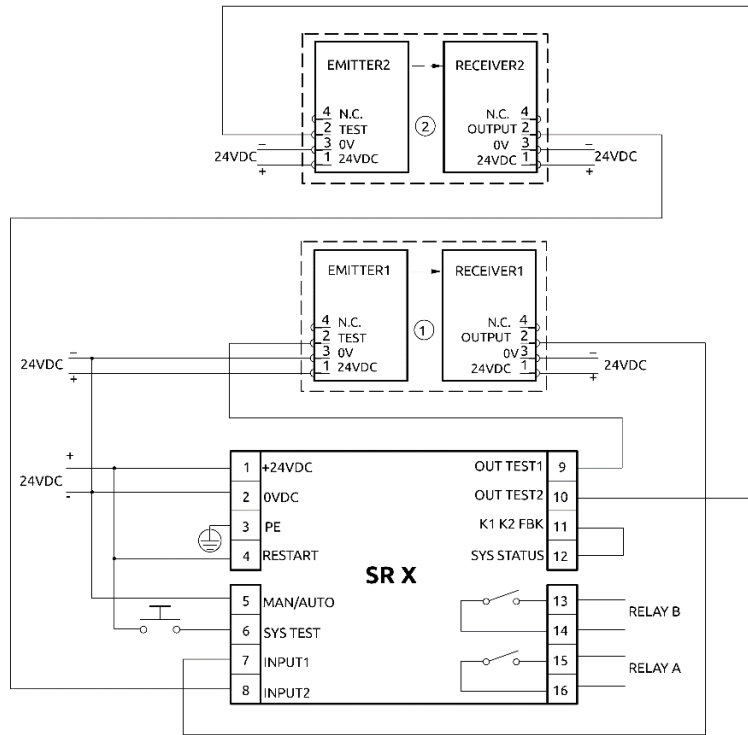 EMITTER2 RECEIVER2
4 N.C. N.C. 4
2 TEST ② OUTPUT 2
− 3 0V 0V 3 −
24VDC 1 24VDC 24VDC 1 24VDC
+ +
EMITTER1 RECEIVER1
4 N.C. N.C. 4
2 TEST ① OUTPUT 2
− 3 0V 0V 3 −
24VDC 1 24VDC 24VDC 1 24VDC
+ +
+ 1 +24VDC OUT TEST1 9
24VDC
- 2 0VDC OUT TEST2 10
3 PE K1 K2 FBK 11
4 RESTART SYS STATUS 12
SR X
5 MAN/AUTO 13
RELAY B
6 SYS TEST 14
7 INPUT1 15
RELAY A
8 INPUT2 16